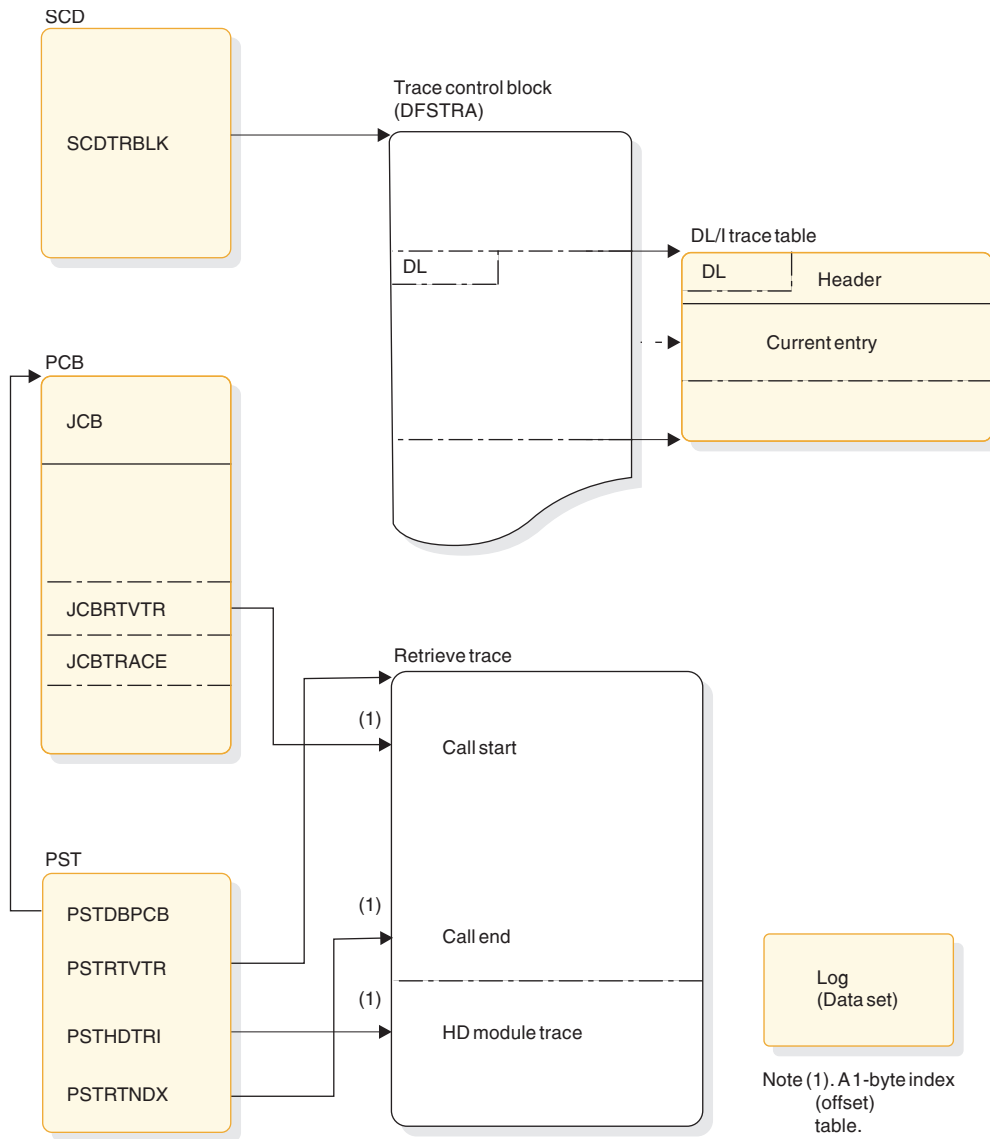 SCD
SCDTRBLK
Trace control block
(DFSTRA)
DL
DL/I trace table
DL
Header
Current entry
PCB
JCB
JCBRTVTR
JCBTRACE
Retrieve trace
(1)
Call start
PST
PSTDBPCB
PSTRTVTR
PSTHDTRI
PSTRTNDX
(1)
Call end
(1)
HD module trace
Log
(Data set)
Note (1). A 1-byte index
(offset)
table.